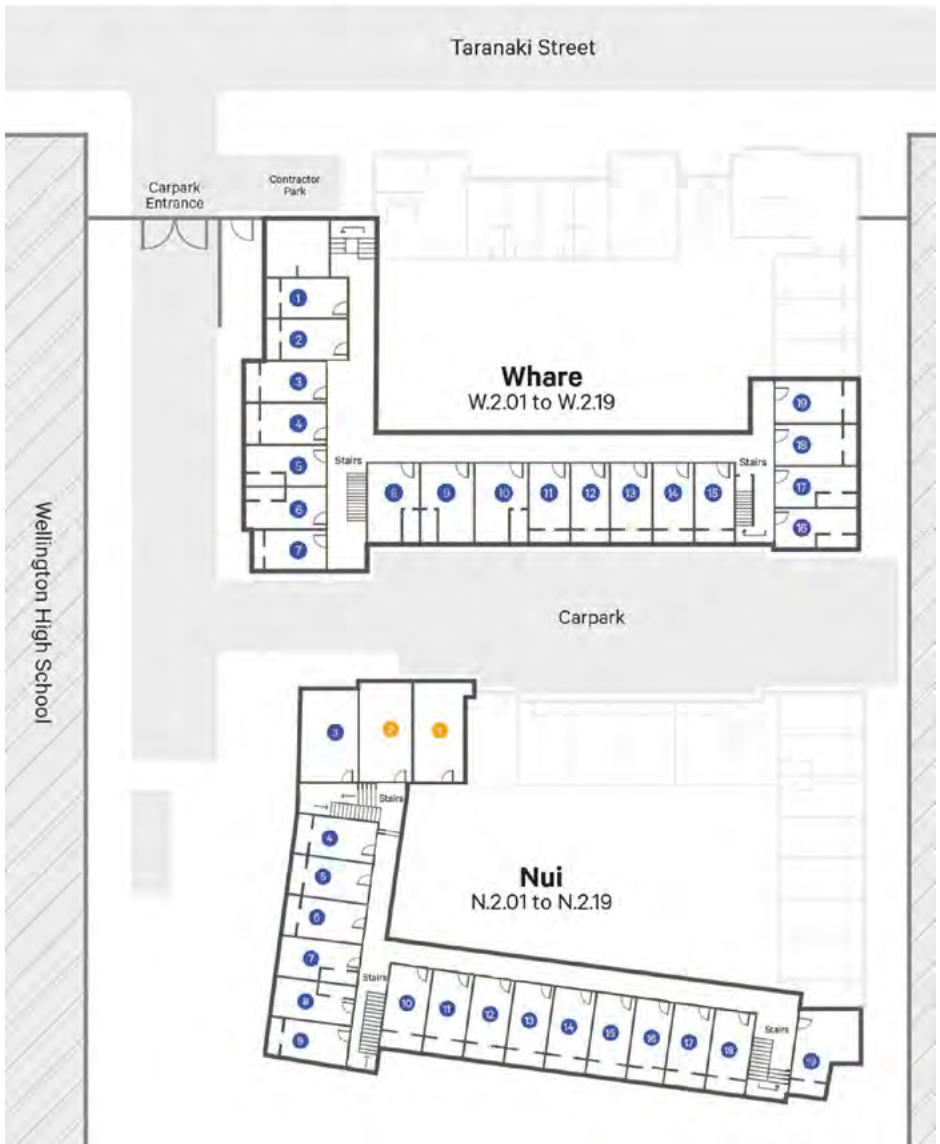 Taranaki Street
Carpark
Entrance
Contractor
Park
1
2
3
4
5
6
7
Whare
W.2.01 to W.2.19
Stairs
8
9
10
11
12
13
14
15
Stairs
19
18
17
16
Wellington High School
Carpark
3
2
1
Stairs
4
5
6
7
8
9
Nui
N.2.01 to N.2.19
Stairs
10
11
12
13
14
15
16
17
18
Stairs
19